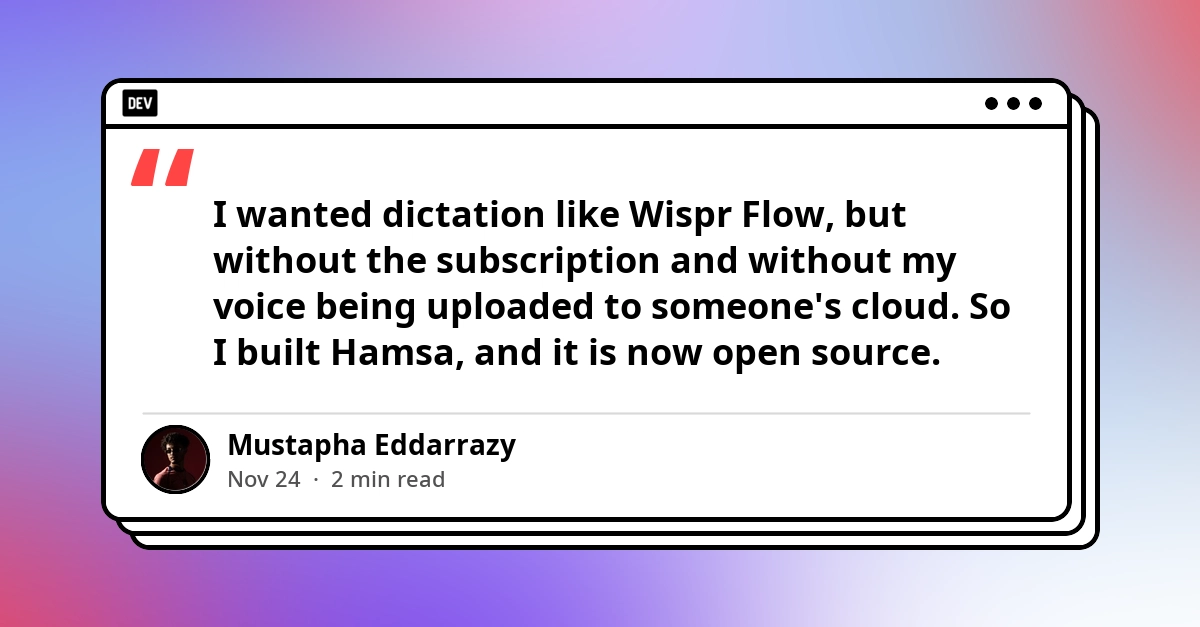 DEV
“
I wanted dictation like Wispr Flow, but
without the subscription and without my
voice being uploaded to someone's cloud. So
I built Hamsa, and it is now open source.
Mustapha Eddarrazy
Nov 24 · 2 min read